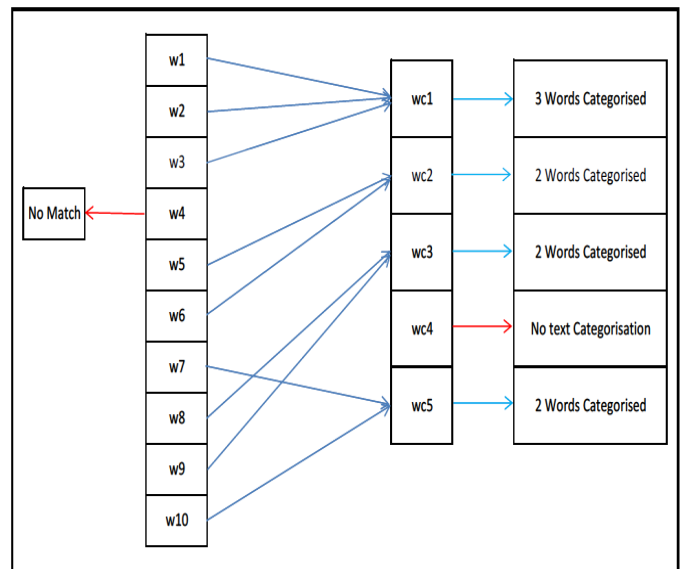 w1
w2
w3
No Match
w4
w5
w6
w7
w8
w9
w10
wc1
wc2
wc3
wc4
wc5
3 Words Categorised
2 Words Categorised
2 Words Categorised
No text Categorisation
2 Words Categorised